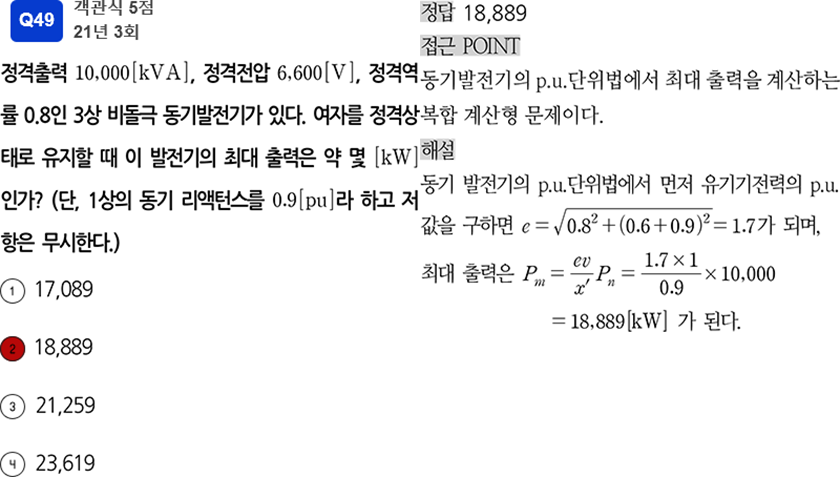 Q49 객관식 5점
21년 3회
정격출력 10,000[kVA], 정격전압 6,600[V], 정격역
률 0.8인 3상 비돌극 동기발전기가 있다. 여자를 정격상
태로 유지할 때 이 발전기의 최대 출력은 약 몇 [kW]
인가? (단, 1상의 동기 리액턴스를 0.9[pu]라 하고 저
항은 무시한다.)
① 17,089
② 18,889
③ 21,259
④ 23,619
정답 18,889
접근 POINT
동기발전기의 p.u.단위법에서 최대 출력을 계산하는
복합 계산형 문제이다.
해설
동기 발전기의 p.u.단위법에서 먼저 유기기전력의 p.u.
값을 구하면 e = √(0.8² + (0.6 + 0.9)²) = 1.7가 되며,
최대 출력은 Pₘ = ev/x′ Pₙ = 1.7 × 1/0.9 × 10,000
= 18,889[kW] 가 된다.